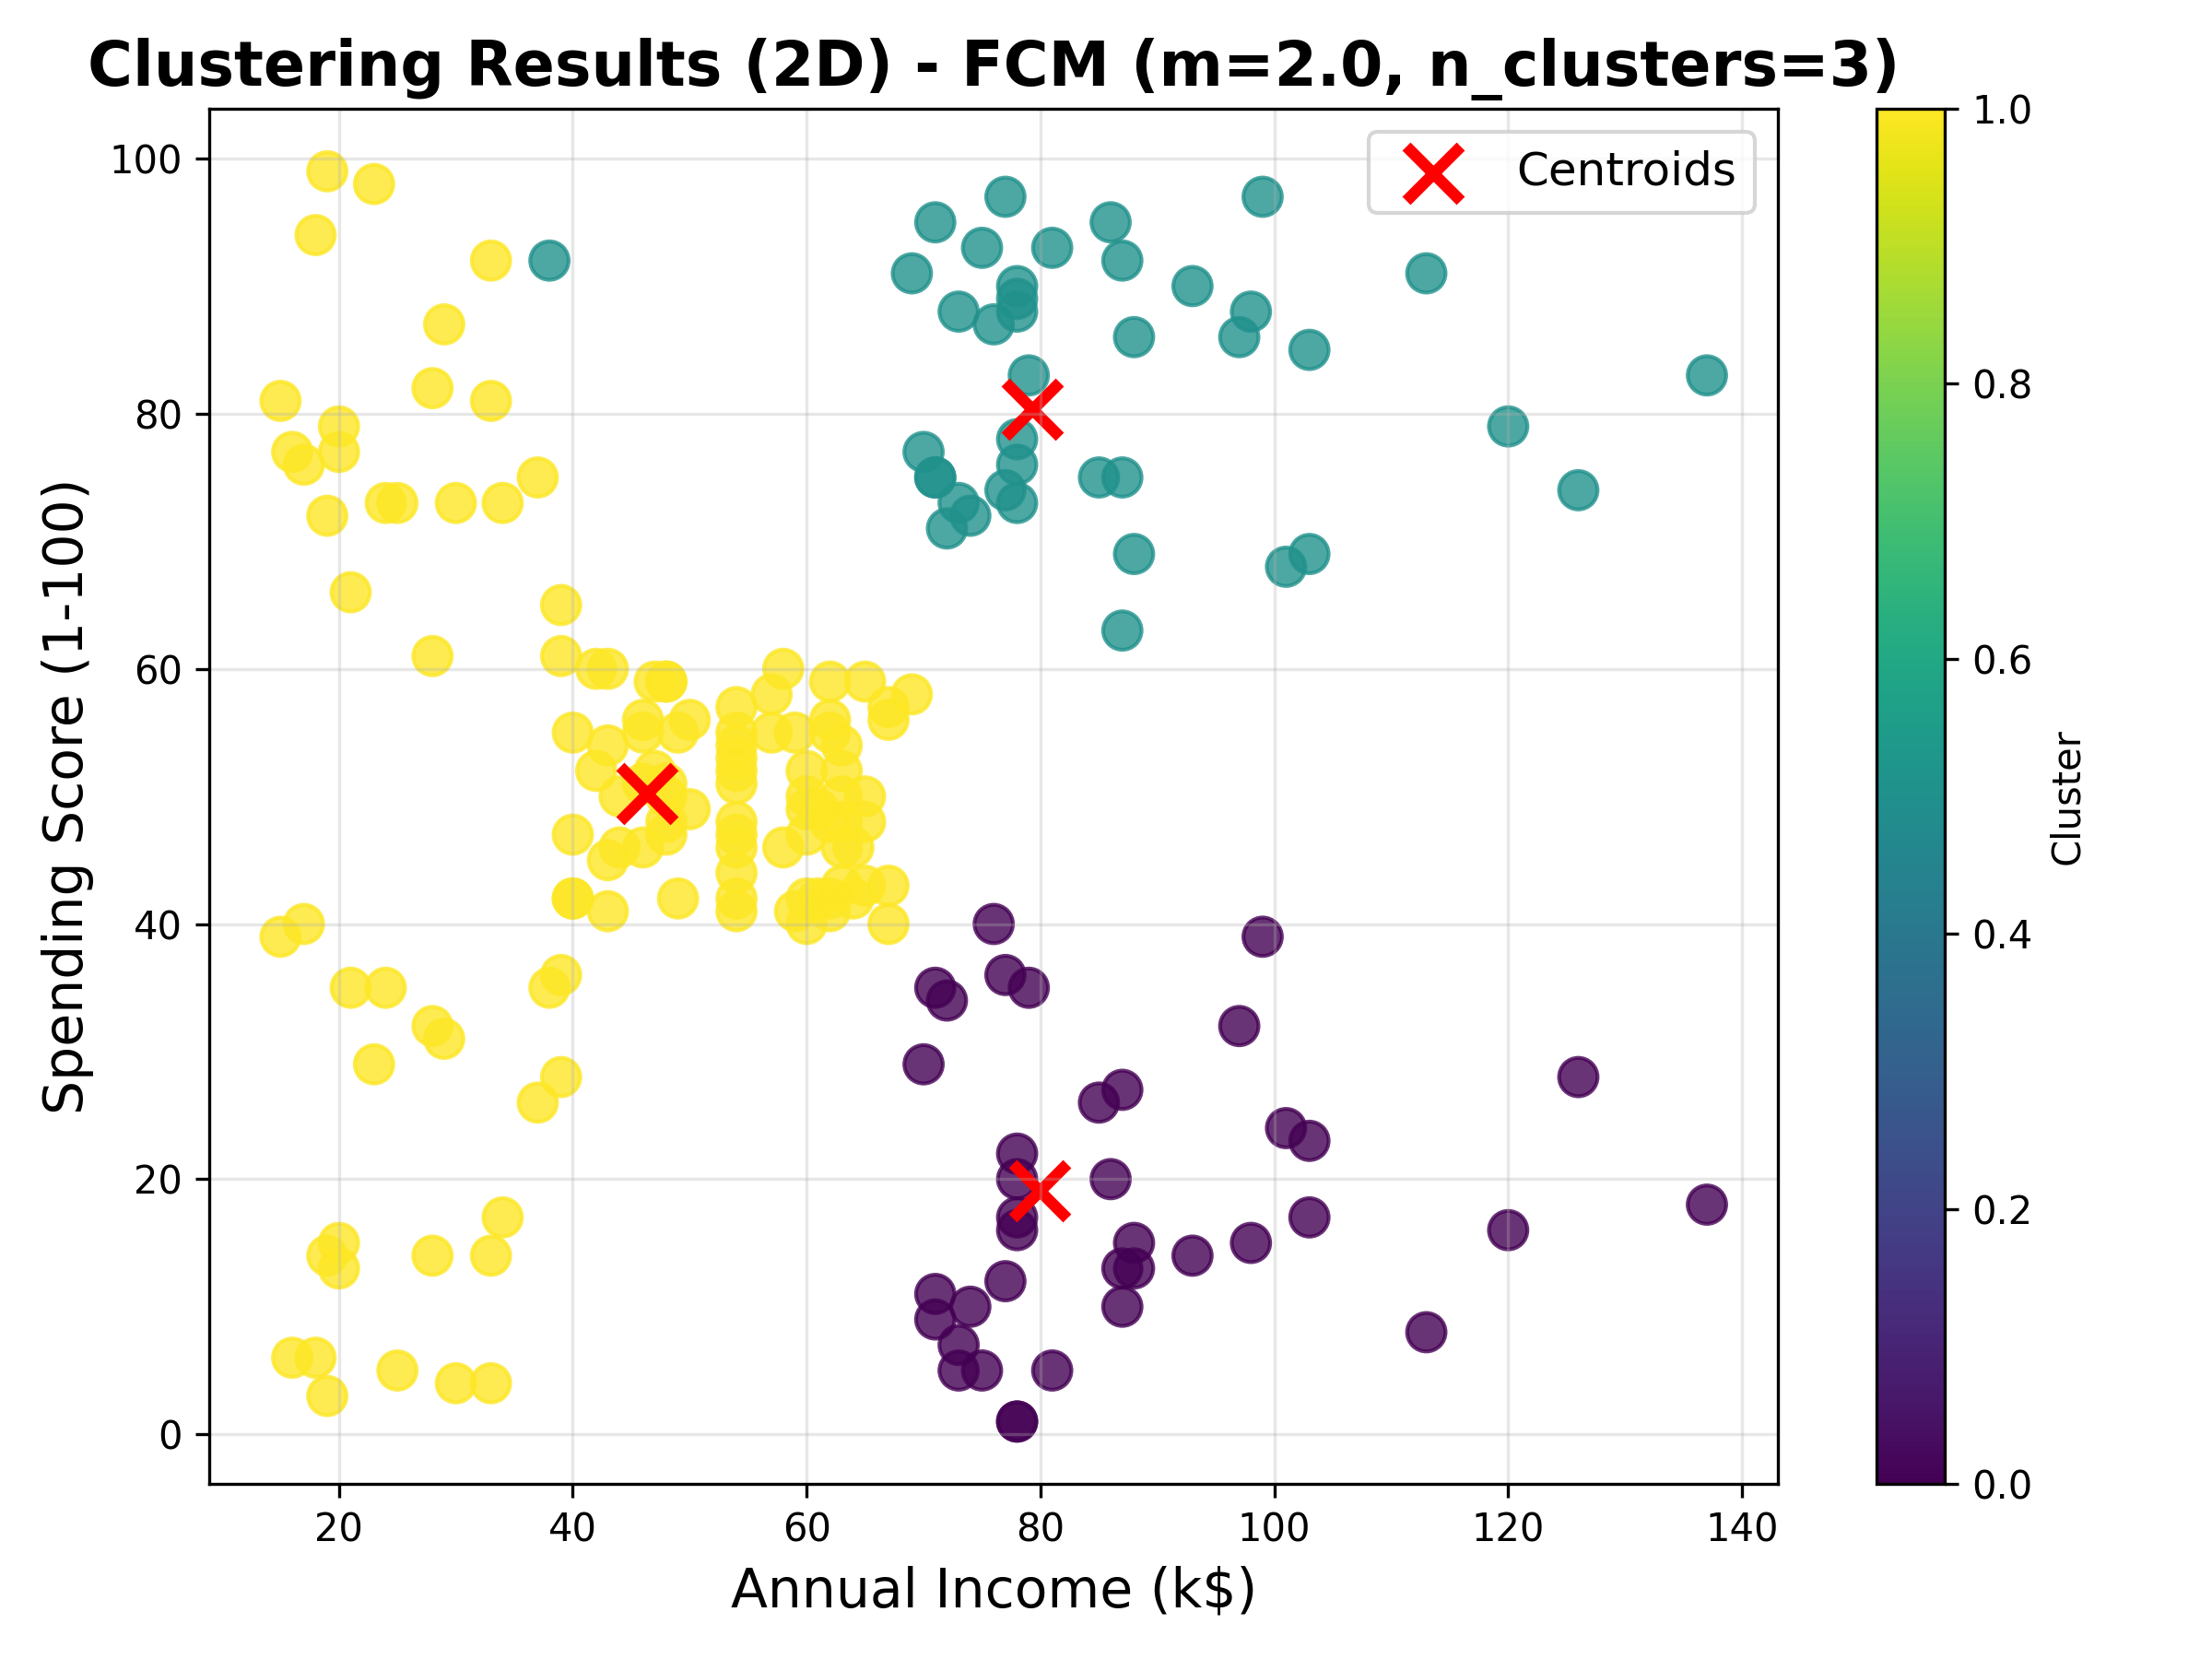 Clustering Results (2D) - FCM (m=2.0, n_clusters=3)
Centroids
Spending Score (1-100)
100
80
60
40
20
0
20 40 60 80 100 120 140
Annual Income (k$)
1.0
0.8
0.6
0.4
0.2
0.0
Cluster